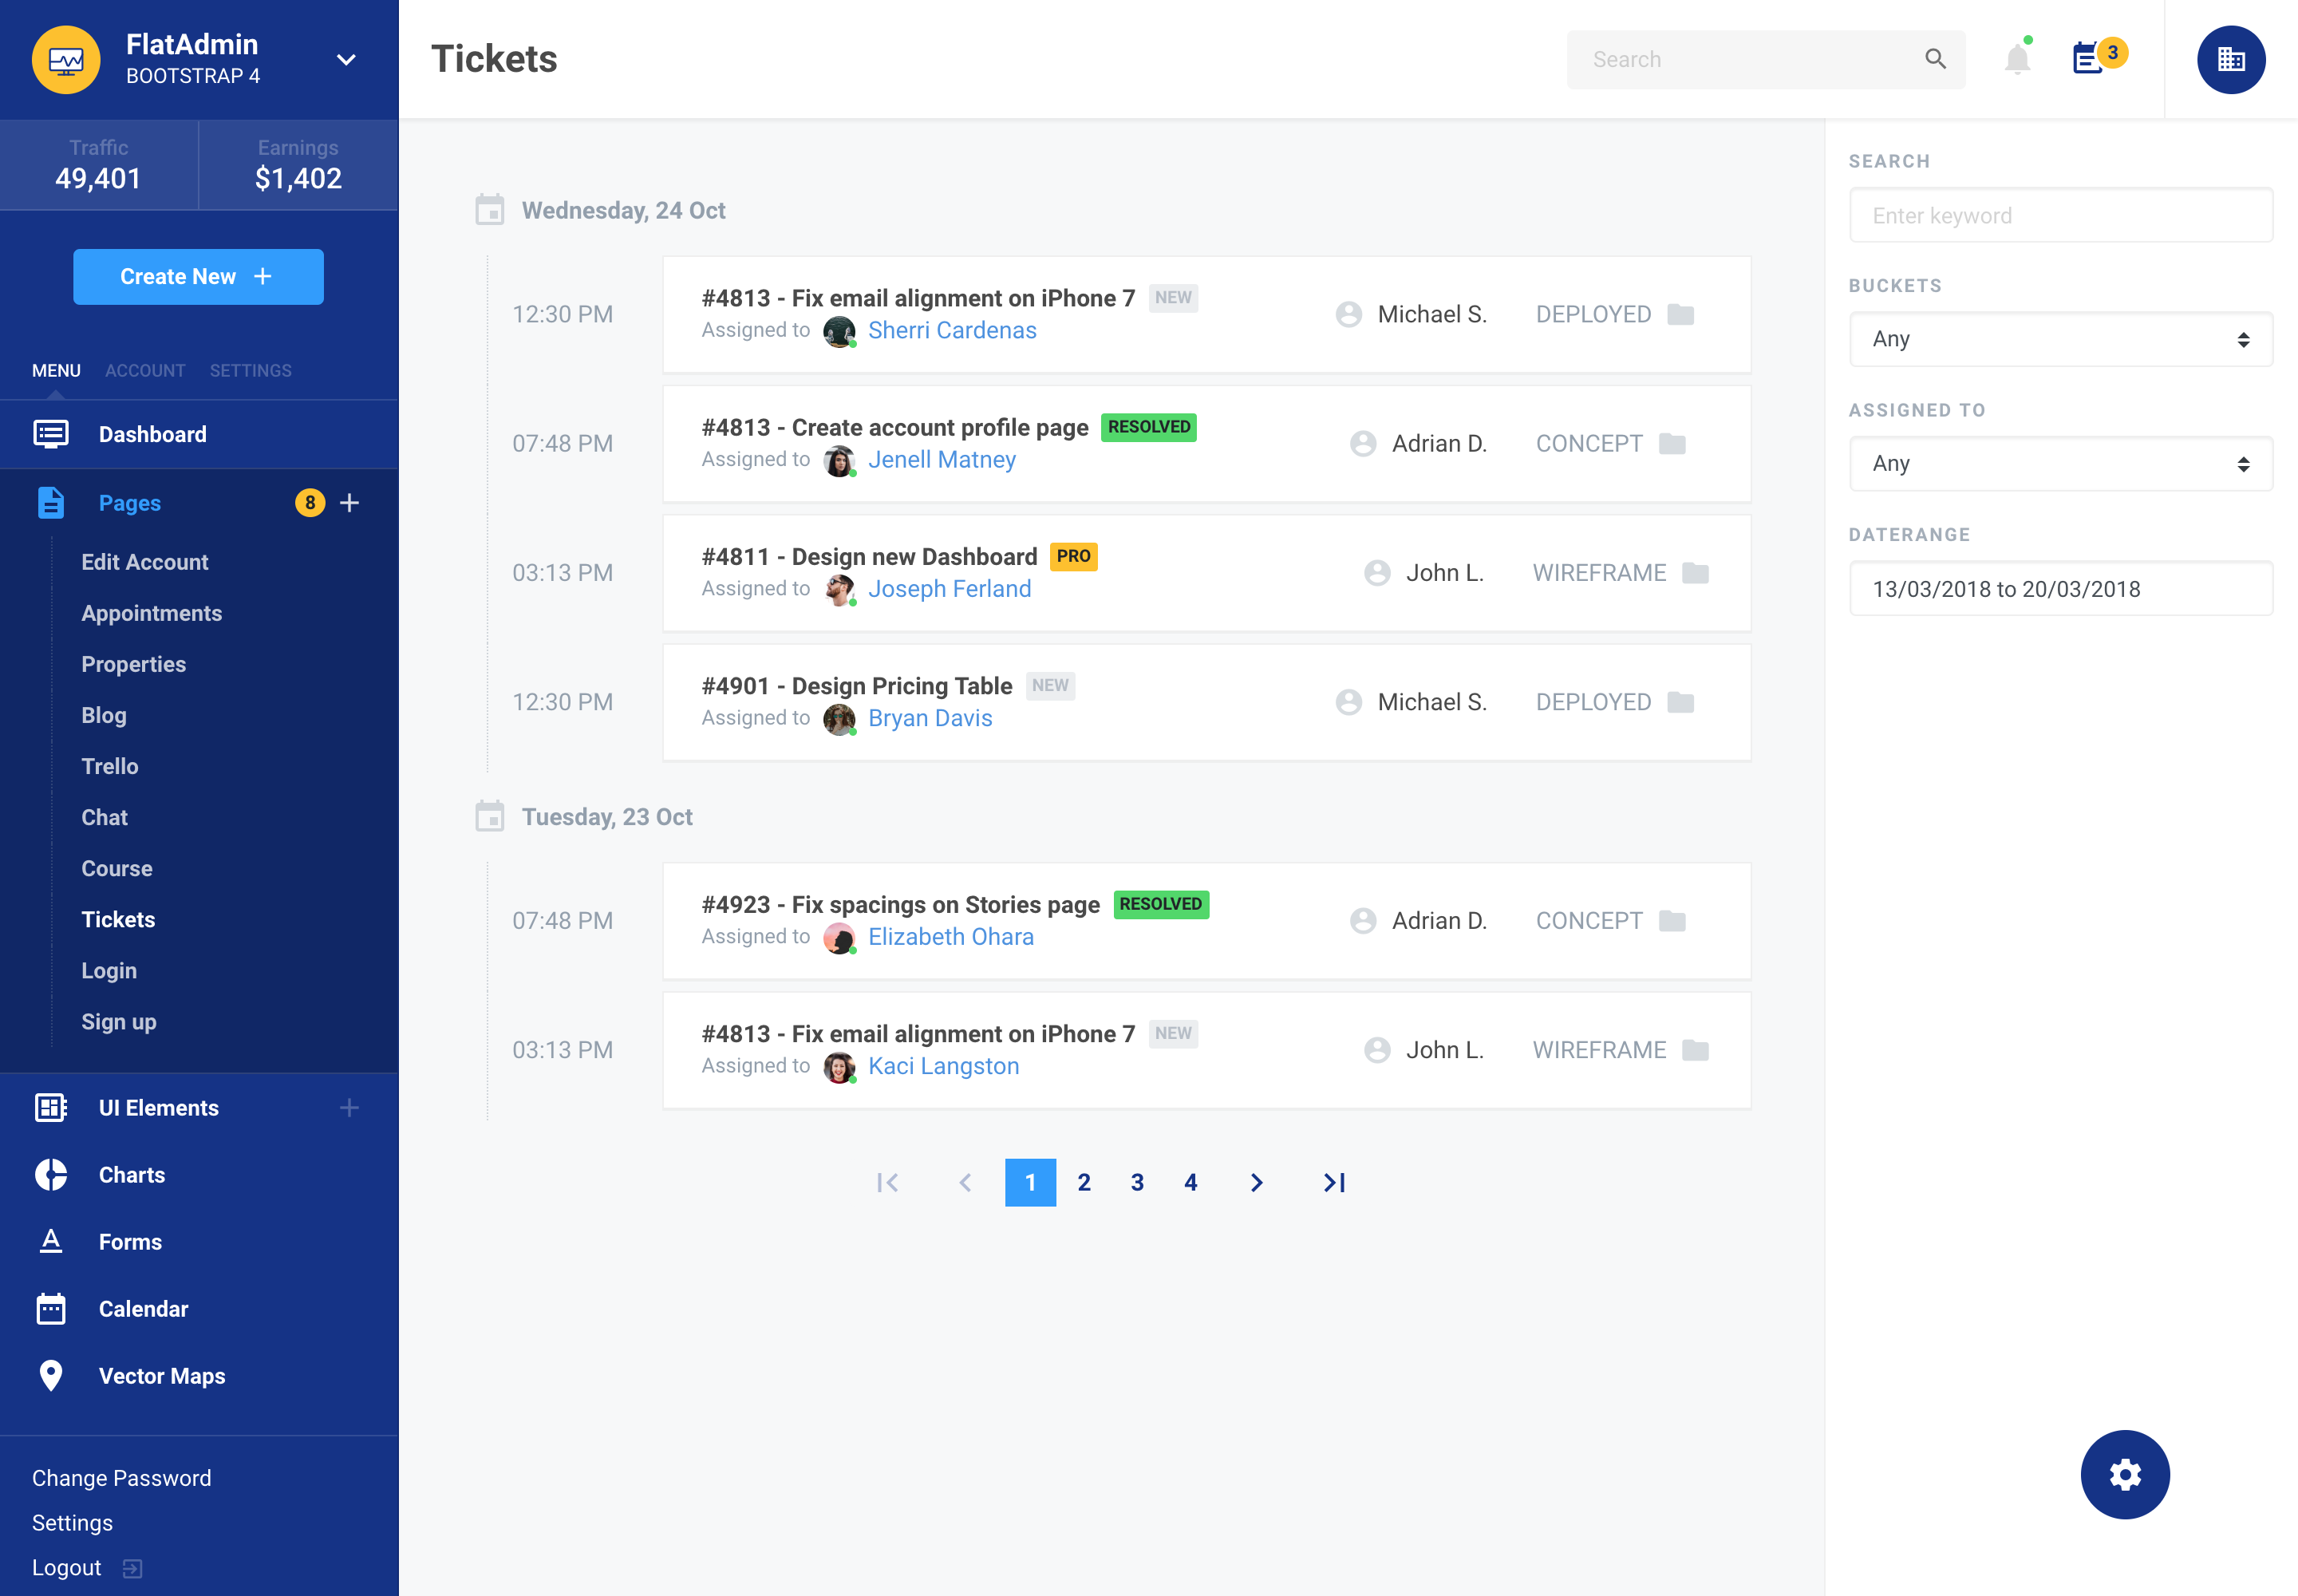 FlatAdmin
BOOTSTRAP 4
Traffic
49,401
Earnings
$1,402
Create New
MENU ACCOUNT SETTINGS
Dashboard
Pages 8
Edit Account
Appointments
Properties
Blog
Trello
Chat
Course
Tickets
Login
Sign up
UI Elements
Charts
Forms
Calendar
Vector Maps
Change Password
Settings
Logout
Tickets
Search
3
Wednesday, 24 Oct
12:30 PM
#4813 - Fix email alignment on iPhone 7 NEW
Assigned to Sherri Cardenas
Michael S.
DEPLOYED
07:48 PM
#4813 - Create account profile page RESOLVED
Assigned to Jenell Matney
Adrian D.
CONCEPT
03:13 PM
#4811 - Design new Dashboard PRO
Assigned to Joseph Ferland
John L.
WIREFRAME
12:30 PM
#4901 - Design Pricing Table NEW
Assigned to Bryan Davis
Michael S.
DEPLOYED
Tuesday, 23 Oct
07:48 PM
#4923 - Fix spacings on Stories page RESOLVED
Assigned to Elizabeth Ohara
Adrian D.
CONCEPT
03:13 PM
#4813 - Fix email alignment on iPhone 7 NEW
Assigned to Kaci Langston
John L.
WIREFRAME
1 2 3 4
SEARCH
Enter keyword
BUCKETS
Any
ASSIGNED TO
Any
DATERANGE
13/03/2018 to 20/03/2018